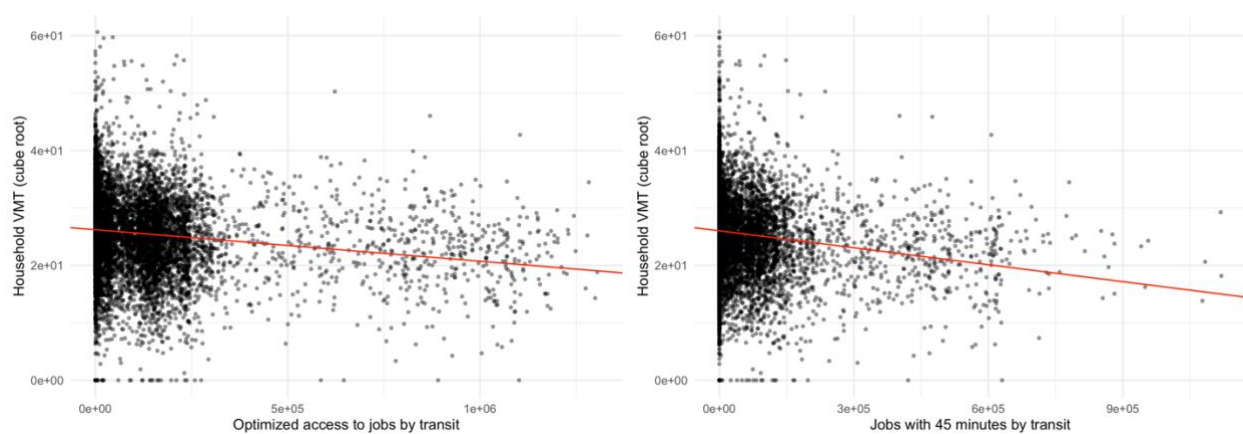 Household VMT (cube root)
6e+01
4e+01
2e+01
0e+00
0e+00
5e+05
1e+06
Optimized access to jobs by transit
Household VMT (cube root)
6e+01
4e+01
2e+01
0e+00
0e+00
3e+05
6e+05
9e+05
Jobs with 45 minutes by transit